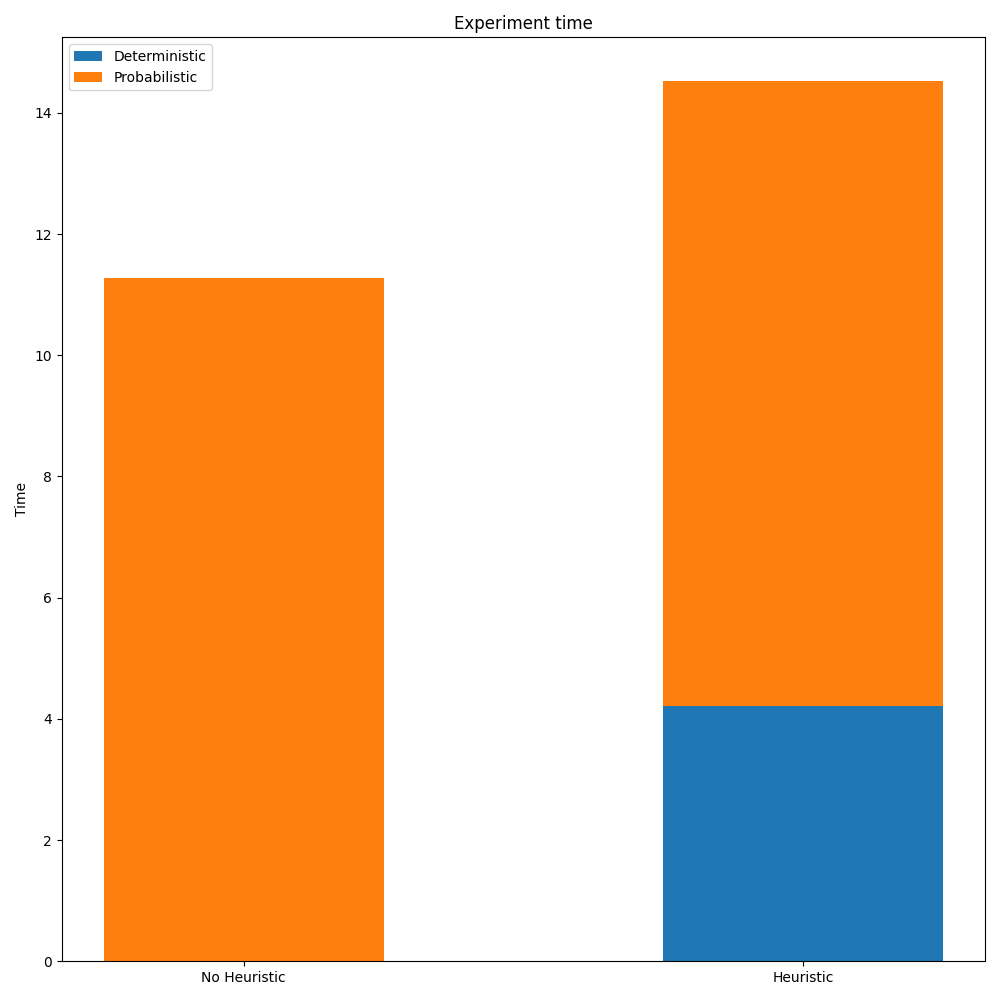 Experiment time
Deterministic
Probabilistic
14
12
10
8
6
4
2
0
Time
No Heuristic
Heuristic